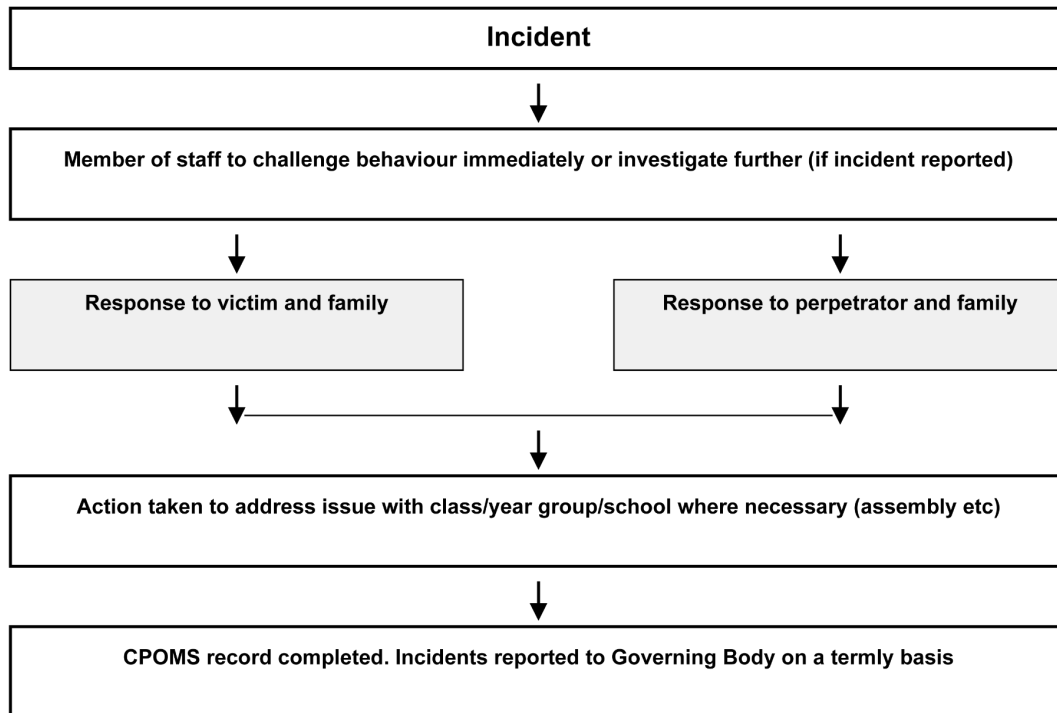 Incident
Member of staff to challenge behaviour immediately or investigate further (if incident reported)
Response to victim and family
Response to perpetrator and family
Action taken to address issue with class/year group/school where necessary (assembly etc)
CPOMS record completed. Incidents reported to Governing Body on a termly basis